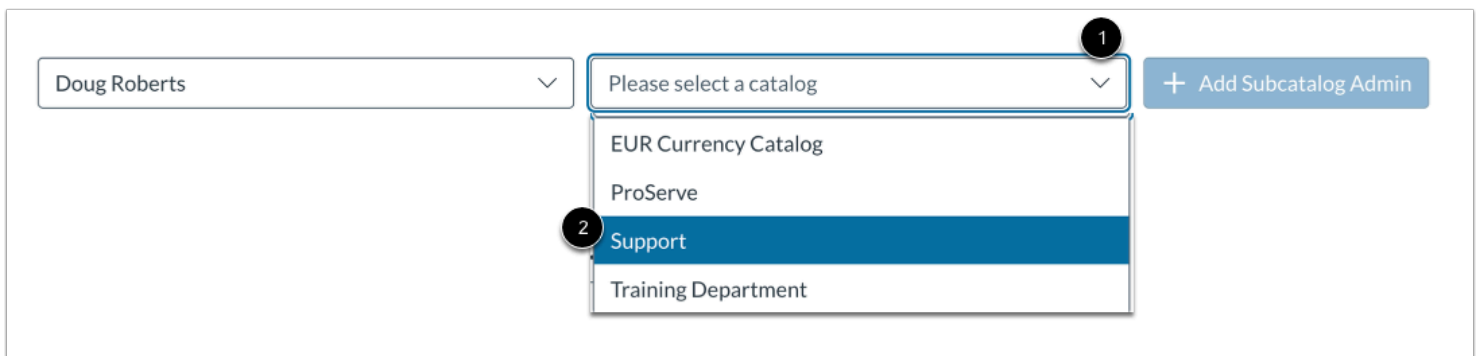 1
Doug Roberts
Please select a catalog
+ Add Subcatalog Admin
EUR Currency Catalog
ProServe
2
Support
Training Department